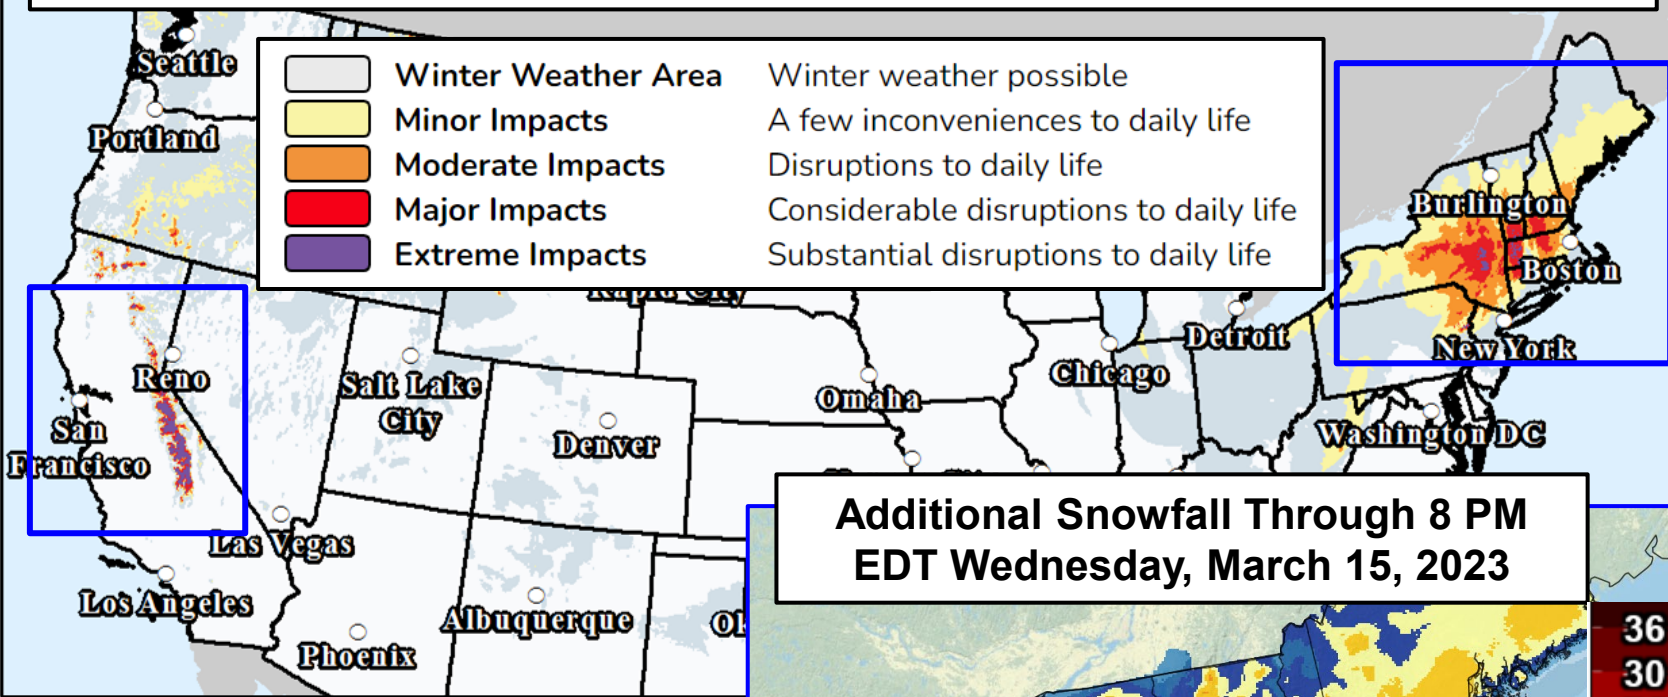 Seattle
Portland
Winter Weather Area Winter weather possible
Minor Impacts A few inconveniences to daily life
Moderate Impacts Disruptions to daily life
Major Impacts Considerable disruptions to daily life
Extreme Impacts Substantial disruptions to daily life
Burlington
Boston
New York
Rapid City
Detroit
Chicago
Reno
Salt Lake
City
Omaha
San
Francisco
Denver
Washington DC
Las Vegas
Los Angeles
Albuquerque
Phoenix
Additional Snowfall Through 8 PM
EDT Wednesday, March 15, 2023
36
30